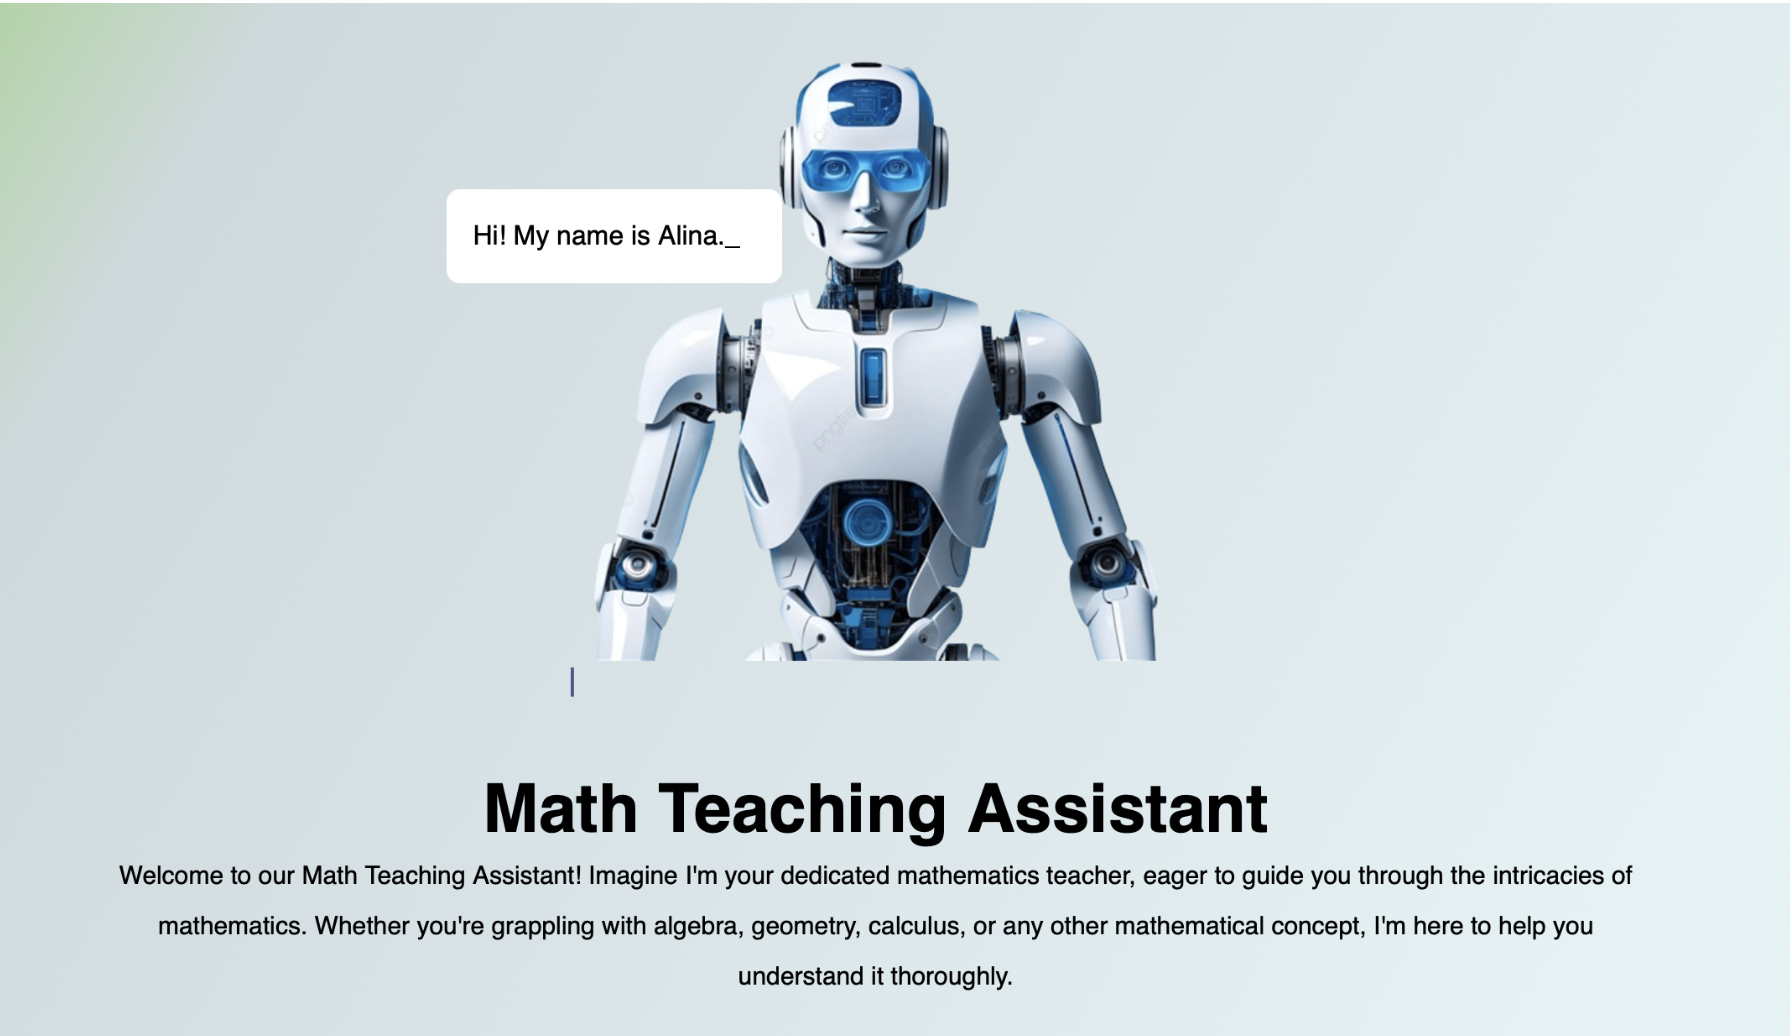 Hi! My name is Alina._
Math Teaching Assistant
Welcome to our Math Teaching Assistant! Imagine I'm your dedicated mathematics teacher, eager to guide you through the intricacies of
mathematics. Whether you're grappling with algebra, geometry, calculus, or any other mathematical concept, I'm here to help you
understand it thoroughly.